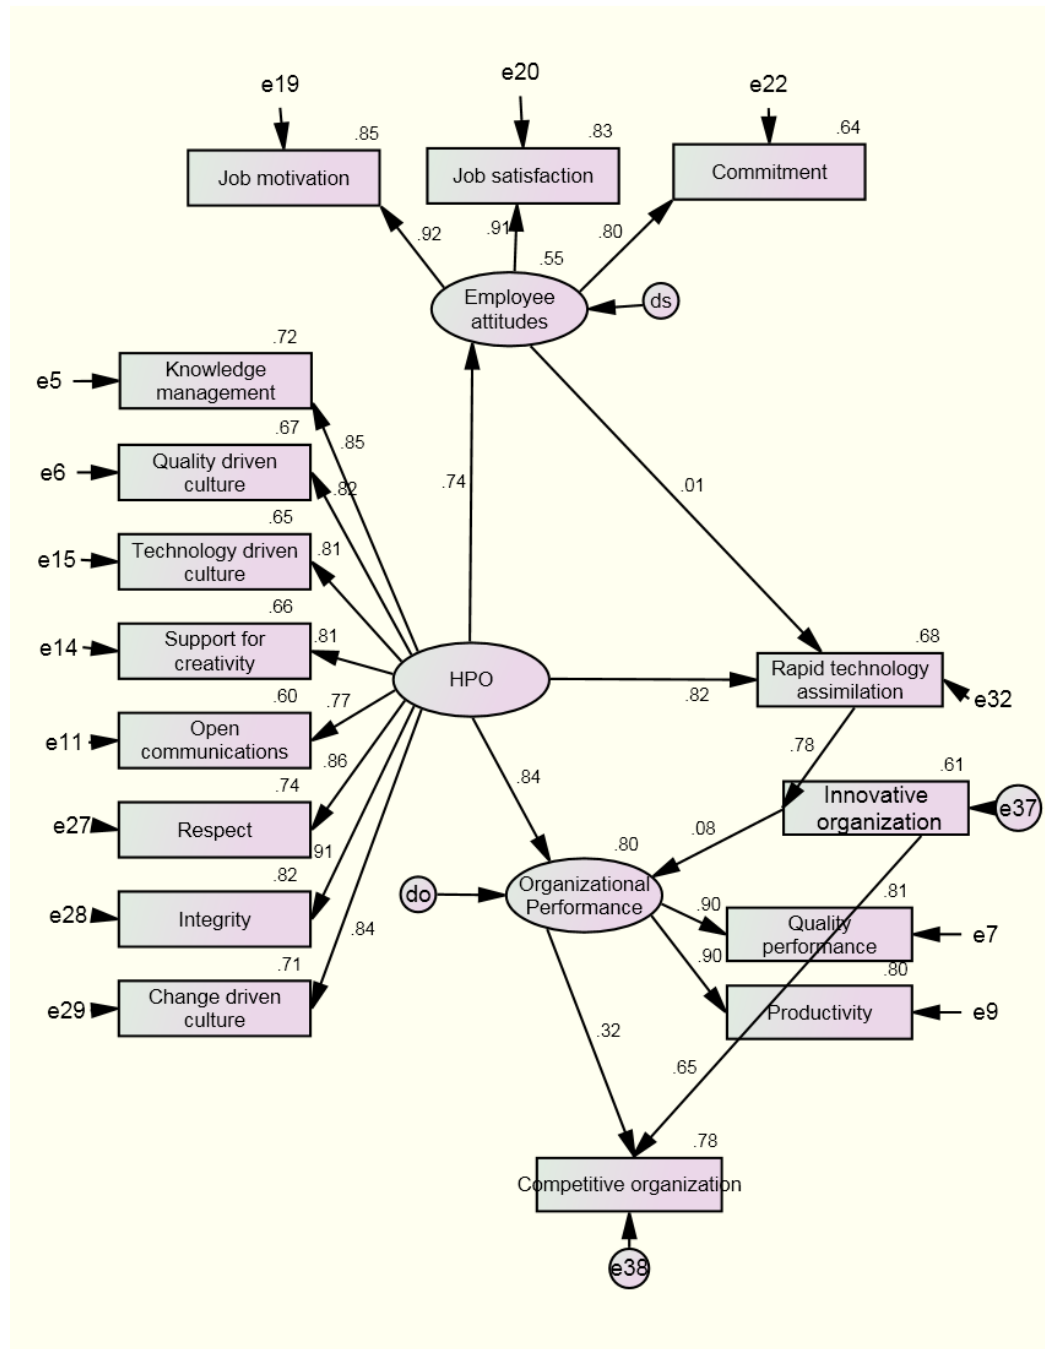 e20
e19
e22
.85
.83
.64
Job motivation
Job satisfaction
Commitment
.92
.91
.80
.55
Employee
attitudes
ds
.72
Knowledge
management
e5
.85
.67
Quality driven
culture
e6
.82
.74
.01
.65
Technology driven
culture
e15
.81
.66
Support for
creativity
e14
.81
HPO
.68
Rapid technology
assimilation
.82
e32
.60
.77
Open
communications
e11
.78
.86
.84
.61
.74
Innovative
organization
e37
Respect
e27
.08
91
.80
.82
do
Organizational
Performance
.81
.90
Quality
performance
e7
Integrity
e28
.84
.90
.80
.71
Change driven
culture
e29
Productivity
e9
.32
.65
.78
Competitive organization
e38